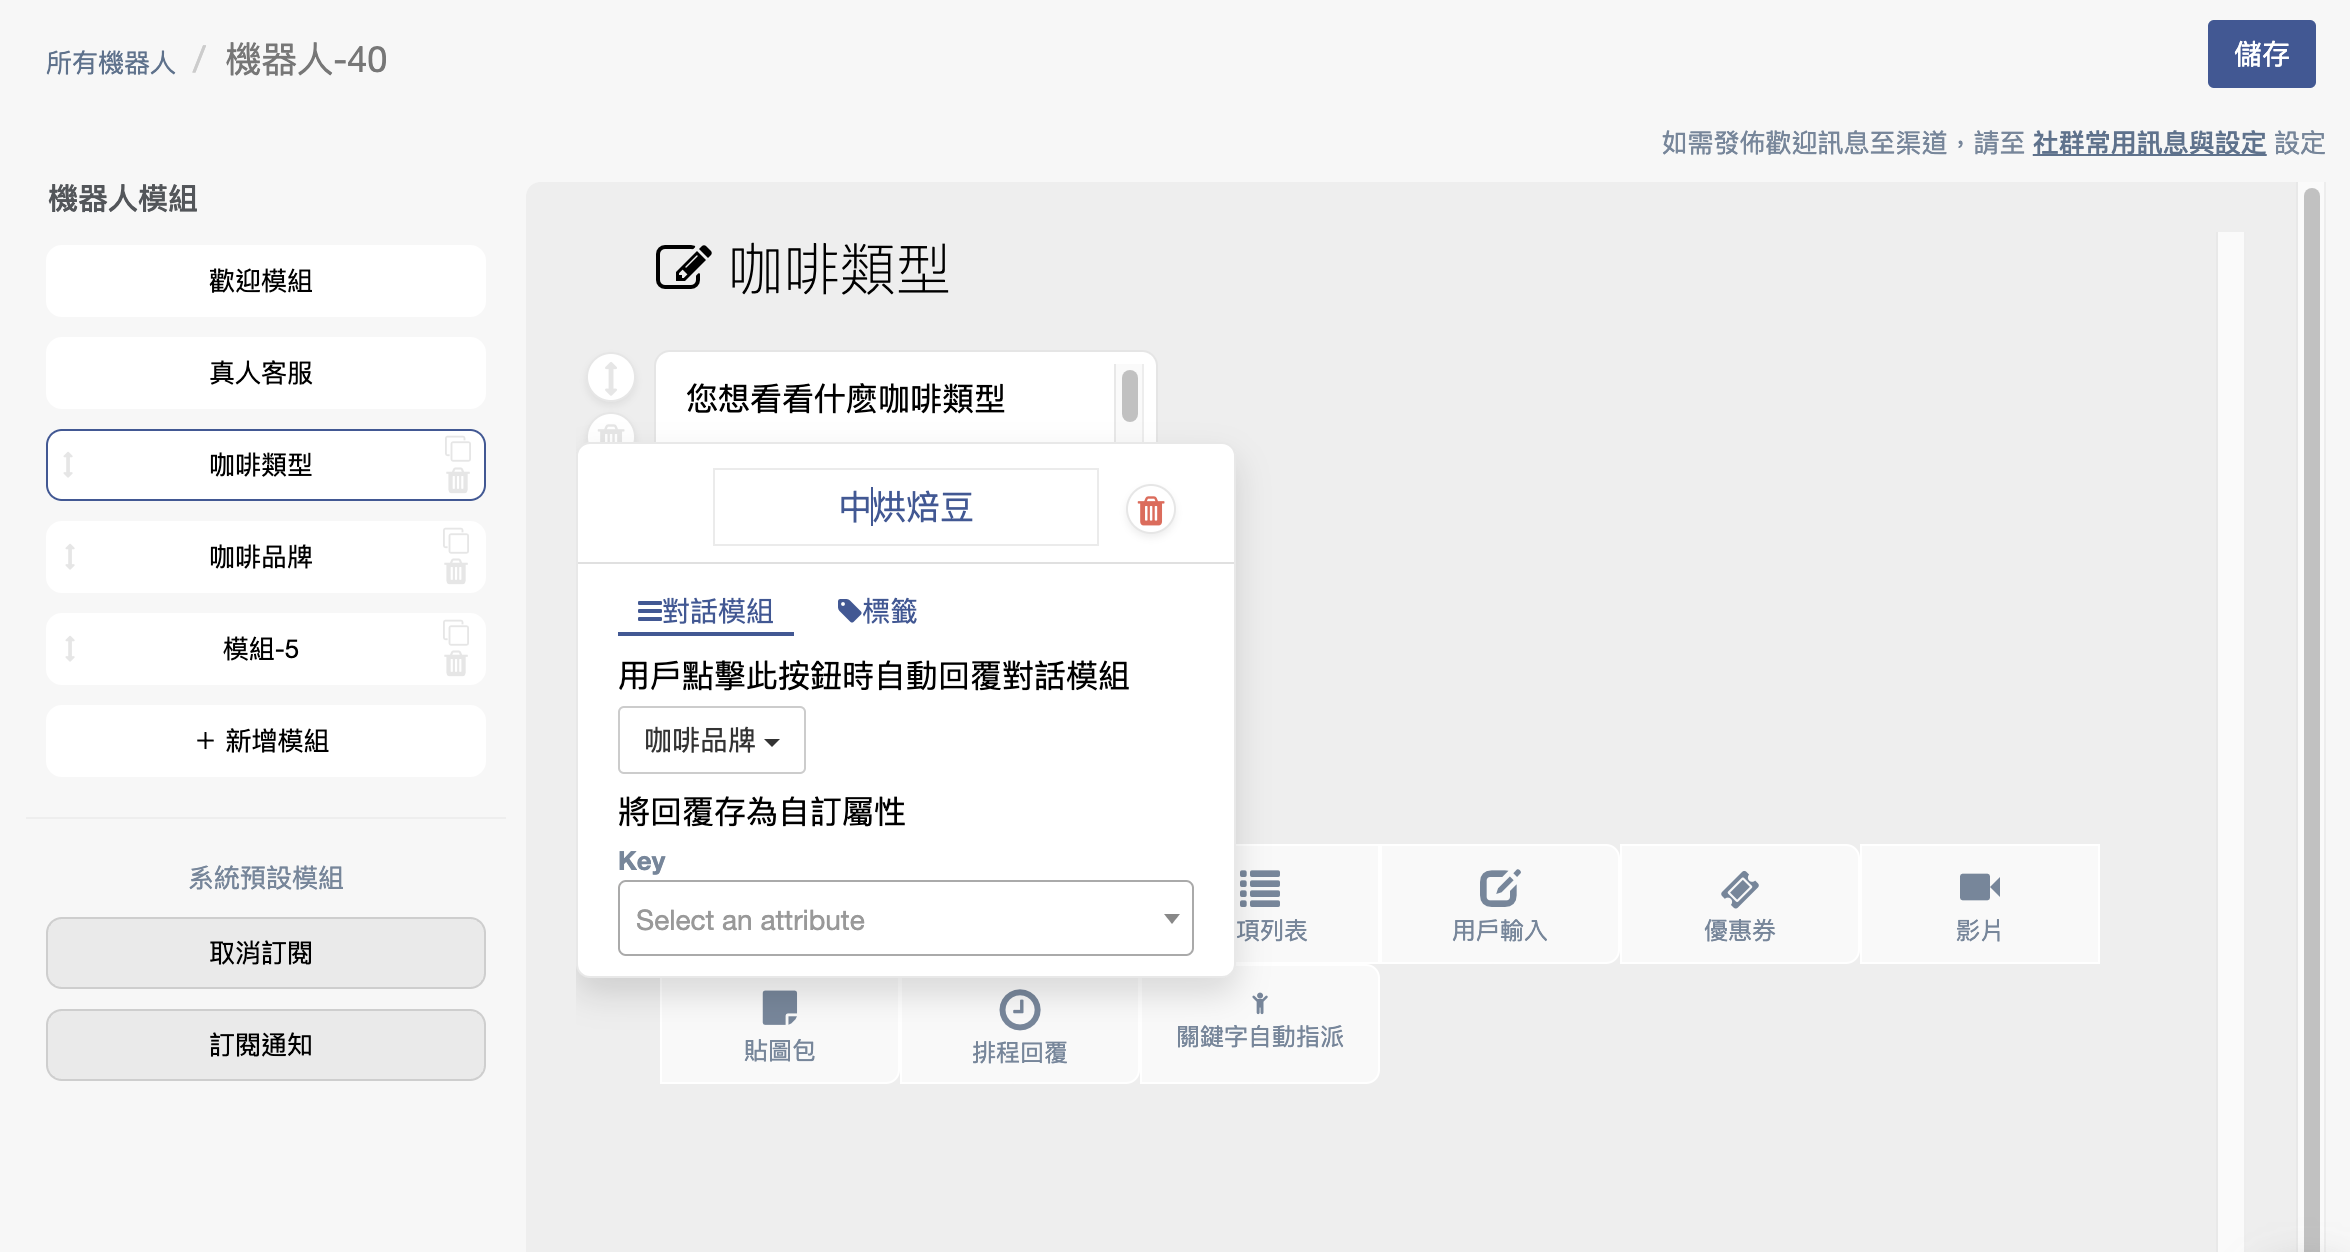 所有機器人 / 機器人-40
儲存
如需發佈歡迎訊息至渠道，請至 社群常用訊息與設定 設定
機器人模組
歡迎模組
真人客服
咖啡類型
咖啡品牌
模組-5
+ 新增模組
系統預設模組
取消訂閱
訂閱通知
咖啡類型
您想看看什麼咖啡類型
中烘焙豆
對話模組 標籤
用戶點擊此按鈕時自動回覆對話模組
咖啡品牌
將回覆存為自訂屬性
Key
Select an attribute
項列表
用戶輸入
優惠券
影片
貼圖包
排程回覆
關鍵字自動指派